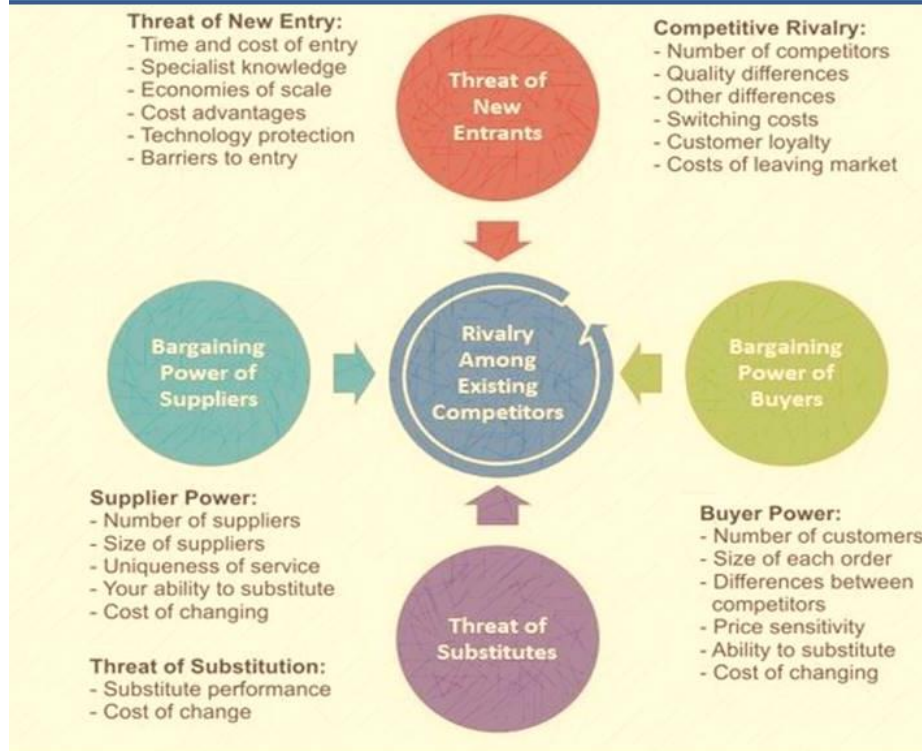 Threat of New Entry:
- Time and cost of entry
- Specialist knowledge
- Economies of scale
- Cost advantages
- Technology protection
- Barriers to entry
Threat of
New
Entrants
Competitive Rivalry:
- Number of competitors
- Quality differences
- Other differences
- Switching costs
- Customer loyalty
- Costs of leaving market
Bargaining
Power of
Suppliers
Rivalry
Among
Existing
Competitors
Bargaining
Power of
Buyers
Supplier Power:
- Number of suppliers
- Size of suppliers
- Uniqueness of service
- Your ability to substitute
- Cost of changing
Threat of Substitution:
- Substitute performance
- Cost of change
Threat of
Substitutes
Buyer Power:
- Number of customers
- Size of each order
- Differences between
competitors
- Price sensitivity
- Ability to substitute
- Cost of changing